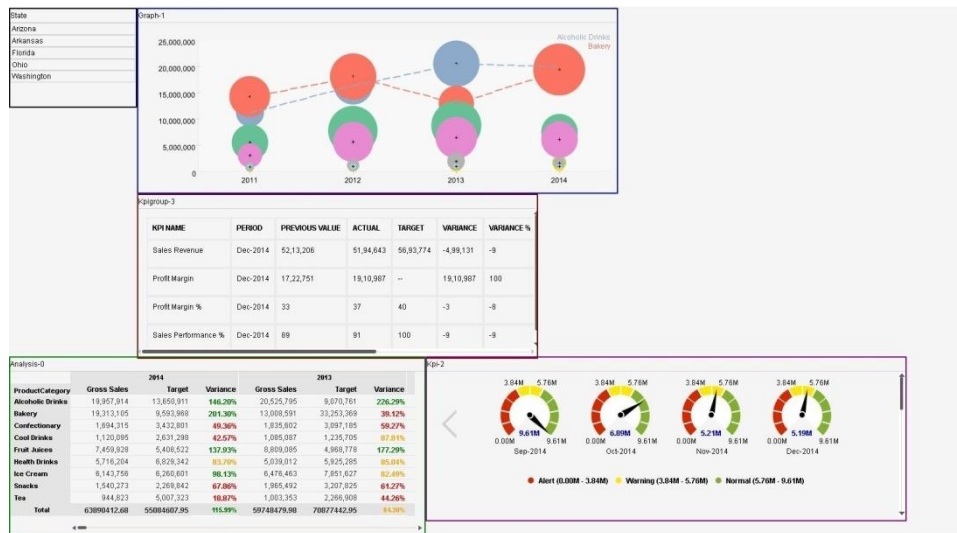 State
Arizona
Arkansas
Florida
Ohio
Washington
Graph-1
Alcoholic Drinks
Bakery
25,000,000
20,000,000
15,000,000
10,000,000
5,000,000
0
2011 2012 2013 2014
Kpigroup-3
KPI NAME PERIOD PREVIOUS VALUE ACTUAL TARGET VARIANCE VARIANCE %
Sales Revenue Dec-2014 52,13,206 51,94,643 56,93,774 -4,99,131 -9
Profit Margin Dec-2014 17,22,751 19,10,987 -- 19,10,987 100
Profit Margin % Dec-2014 33 37 40 -3 -8
Sales Performance % Dec-2014 89 91 100 -9 -9
Analysis-0
2014 2013
ProductCategory Gross Sales Target Variance Gross Sales Target Variance
Alcoholic Drinks 19,957,914 13,650,911 146.20% 20,525,795 9,070,761 226.29%
Bakery 19,313,105 9,593,968 201.30% 13,008,591 33,253,369 39.12%
Confectionary 1,694,315 3,432,801 49.36% 1,835,602 3,097,185 59.27%
Cool Drinks 1,120,095 2,631,280 42.57% 1,085,087 1,235,705 87.81%
Fruit Juices 7,459,928 5,408,522 137.93% 8,809,085 4,968,778 177.29%
Health Drinks 5,716,204 6,829,342 83.70% 5,039,012 5,925,285 85.04%
Ice Cream 6,143,756 6,260,601 98.13% 6,476,463 7,851,627 82.49%
Snacks 1,540,273 2,269,842 67.86% 1,965,492 3,207,825 61.27%
Tea 944,823 5,007,323 18.87% 1,003,353 2,266,908 44.26%
Total 63890412.68 55084607.95 115.99% 59748479.98 70877442.95 84.30%
Kpi-2
3.84M 5.76M 3.84M 5.76M 3.84M 5.76M 3.84M 5.76M
9.61M 6.89M 5.21M 5.19M
0.00M 9.61M 0.00M 9.61M 0.00M 9.61M 0.00M 9.61M
Sep-2014 Oct-2014 Nov-2014 Dec-2014
Alert (0.00M - 3.84M) Warning (3.84M - 5.76M) Normal (5.76M - 9.61M)